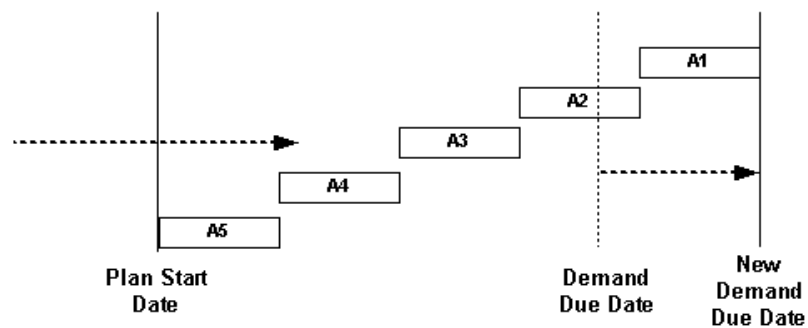 A1
A2
A3
A4
A5
Plan Start
Date
Demand
Due Date
New
Demand
Due Date